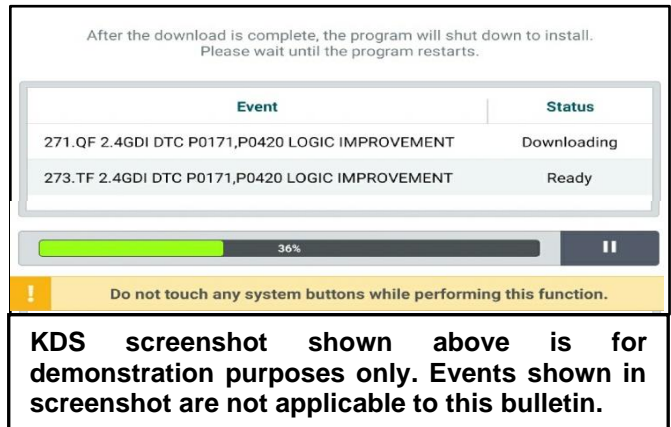 After the download is complete, the program will shut down to install.
Please wait until the program restarts.
Event Status
271.QF 2.4GDI DTC P0171,P0420 LOGIC IMPROVEMENT Downloading
273.TF 2.4GDI DTC P0171,P0420 LOGIC IMPROVEMENT Ready
36%
! Do not touch any system buttons while performing this function.
KDS screenshot shown above is for
demonstration purposes only. Events shown in
screenshot are not applicable to this bulletin.